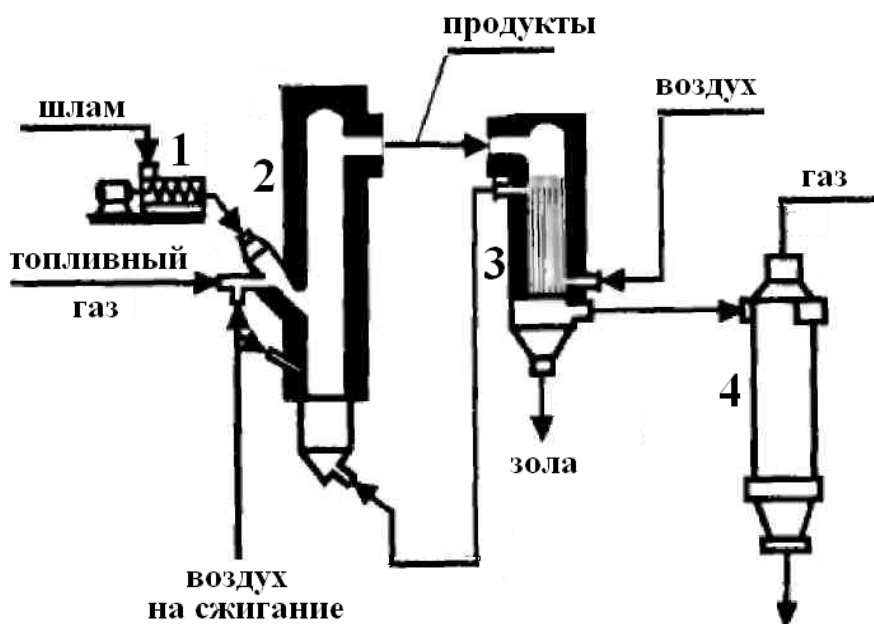 продукты
шлам
воздух
1
2
газ
топливный
газ
3
4
зола
воздух
на сжигание